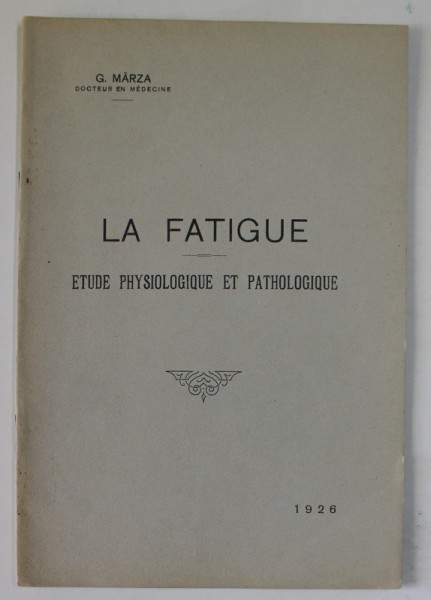 G. MÂRZA
DOCTEUR EN MÉDECINE
LA FATIGUE
ETUDE PHYSIOLOGIQUE ET PATHOLOGIQUE
1926